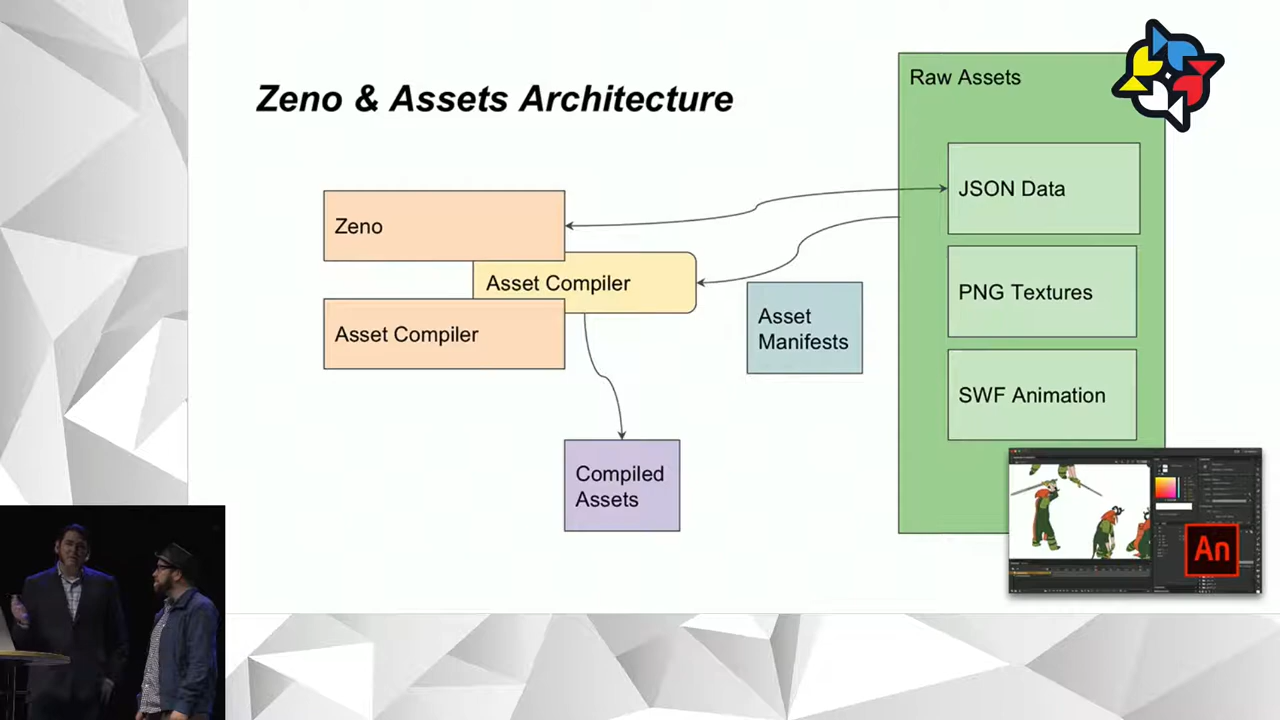 Zeno & Assets Architecture
Raw Assets
JSON Data
Zeno
Asset Compiler
PNG Textures
Asset
Manifests
Asset Compiler
SWF Animation
Compiled
Assets
An